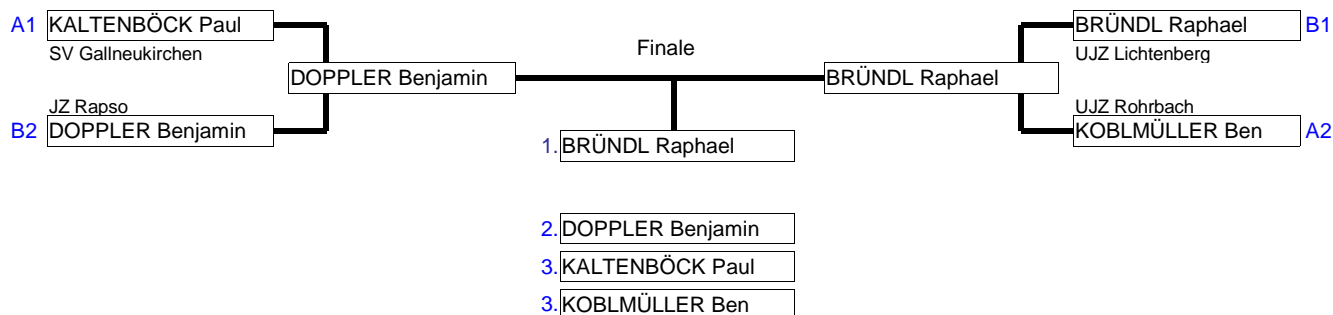 A1 KALTENBÖCK Paul
SV Gallneukirchen
BRÜNDL Raphael B1
UJZ Lichtenberg
Finale
DOPPLER Benjamin
BRÜNDL Raphael
JZ Rapso
B2 DOPPLER Benjamin
UJZ Rohrbach
KOBLMÜLLER Ben A2
1. BRÜNDL Raphael
2. DOPPLER Benjamin
3. KALTENBÖCK Paul
3. KOBLMÜLLER Ben